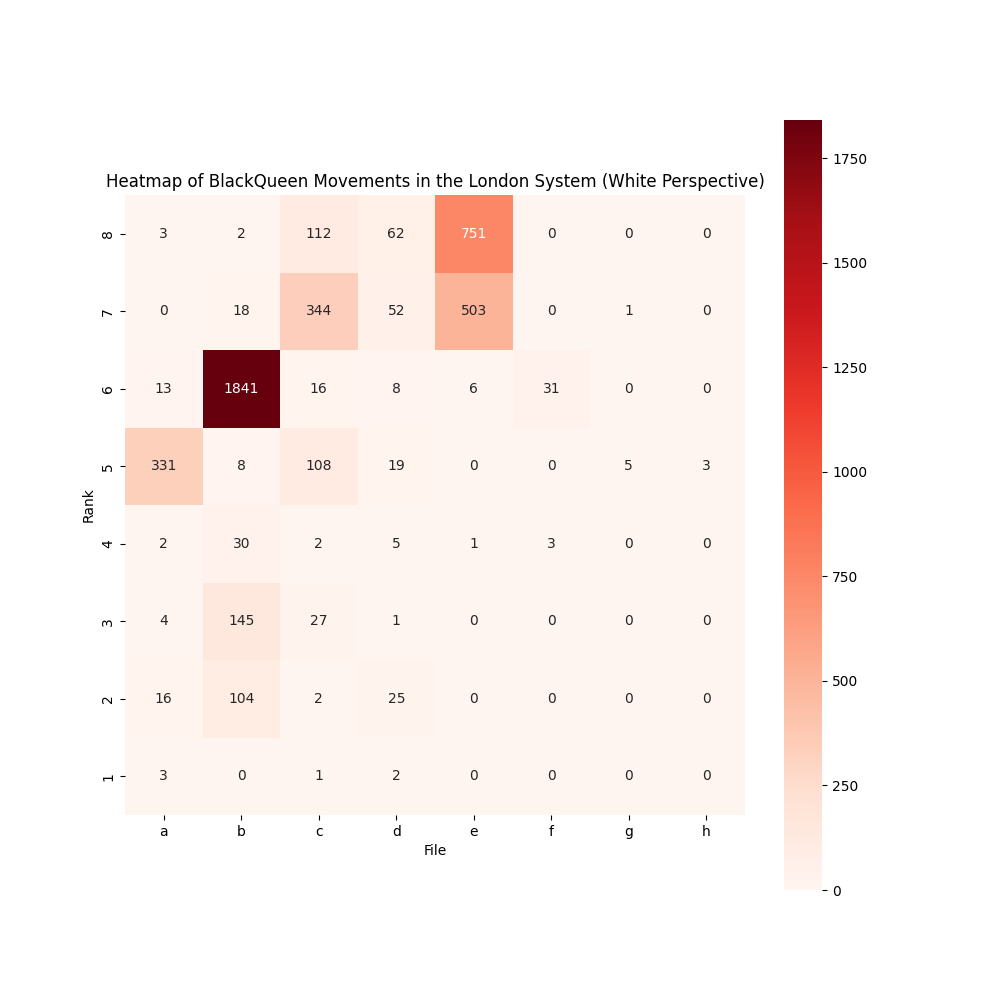 Heatmap of BlackQueen Movements in the London System (White Perspective)
8 3 2 112 62 751 0 0 0
7 0 18 344 52 503 0 1 0
6 13 1841 16 8 6 31 0 0
5 331 8 108 19 0 0 5 3
4 2 30 2 5 1 3 0 0
3 4 145 27 1 0 0 0 0
2 16 104 2 25 0 0 0 0
1 3 0 1 2 0 0 0 0
a b c d e f g h
File
Rank
1750
1500
1250
1000
750
500
250
0